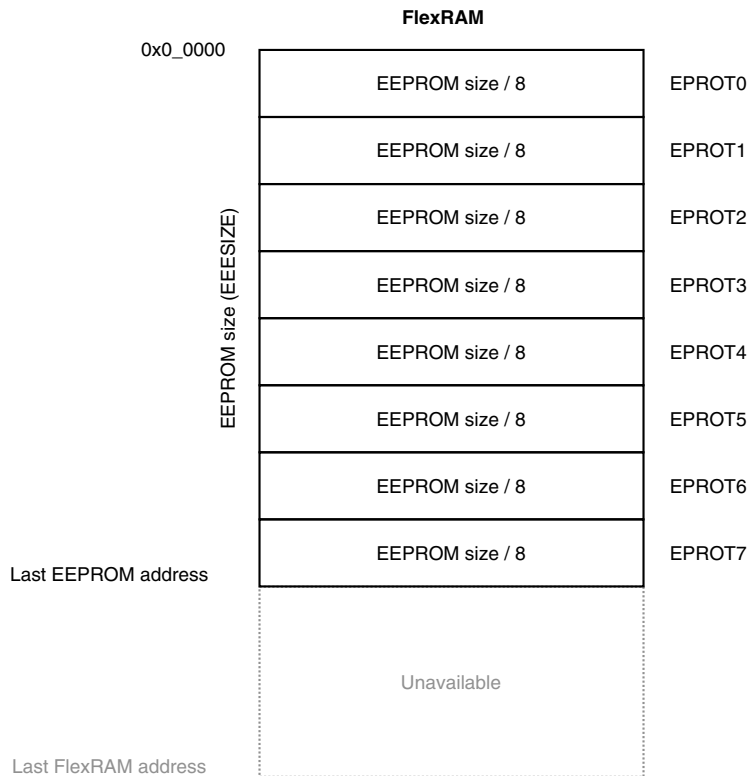 FlexRAM
0x0_0000
EEPROM size / 8 EPROT0
EEPROM size / 8 EPROT1
EEPROM size / 8 EPROT2
EEPROM size / 8 EPROT3
EEPROM size (EEESIZE)
EEPROM size / 8 EPROT4
EEPROM size / 8 EPROT5
EEPROM size / 8 EPROT6
EEPROM size / 8 EPROT7
Last EEPROM address
Unavailable
Last FlexRAM address